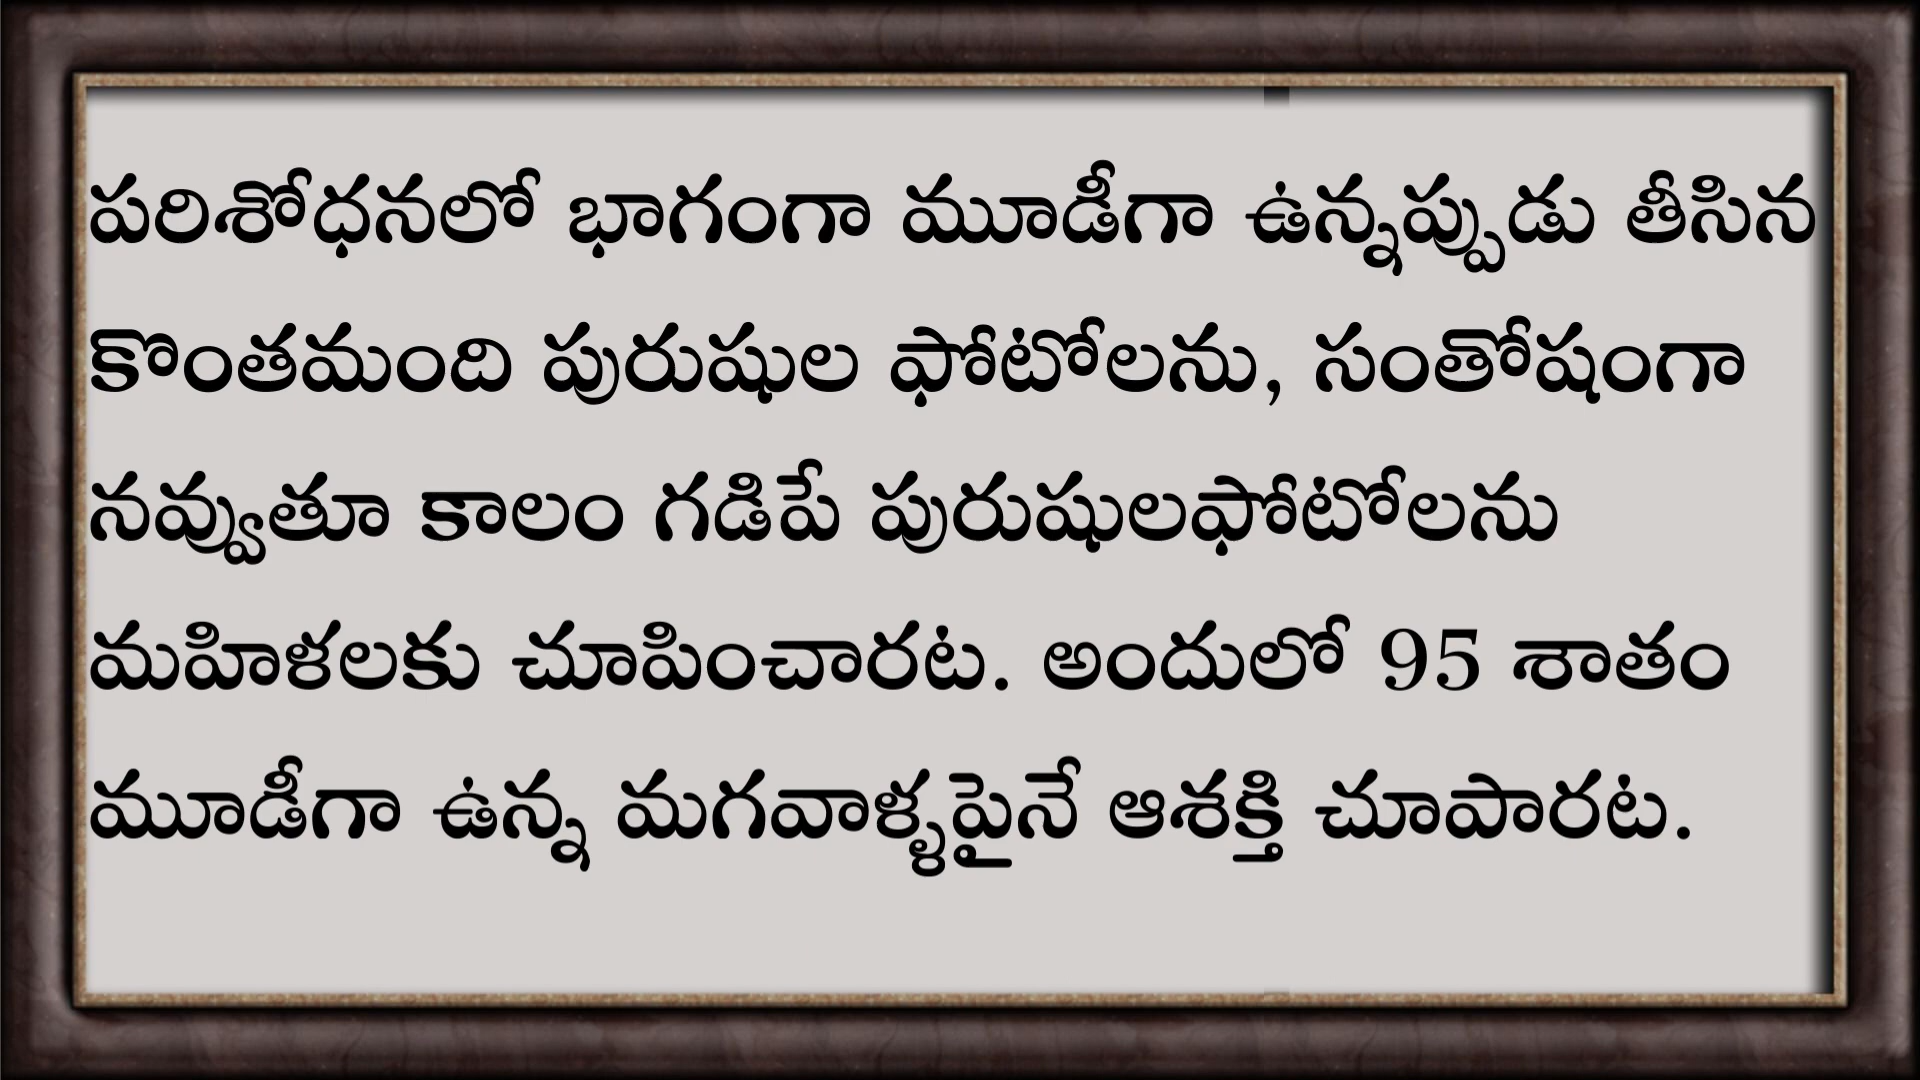 పరిశోధనలో భాగంగా మూడీగా ఉన్నప్పుడు తీసిన
కొంతమంది పురుషుల ఫోటోలను, సంతోషంగా
నవ్వుతూ కాలం గడిపే పురుషులఫోటోలను
మహిళలకు చూపించారట. అందులో 95 శాతం
మూడీగా ఉన్న మగవాళ్ళపైనే ఆశక్తి చూపారట.